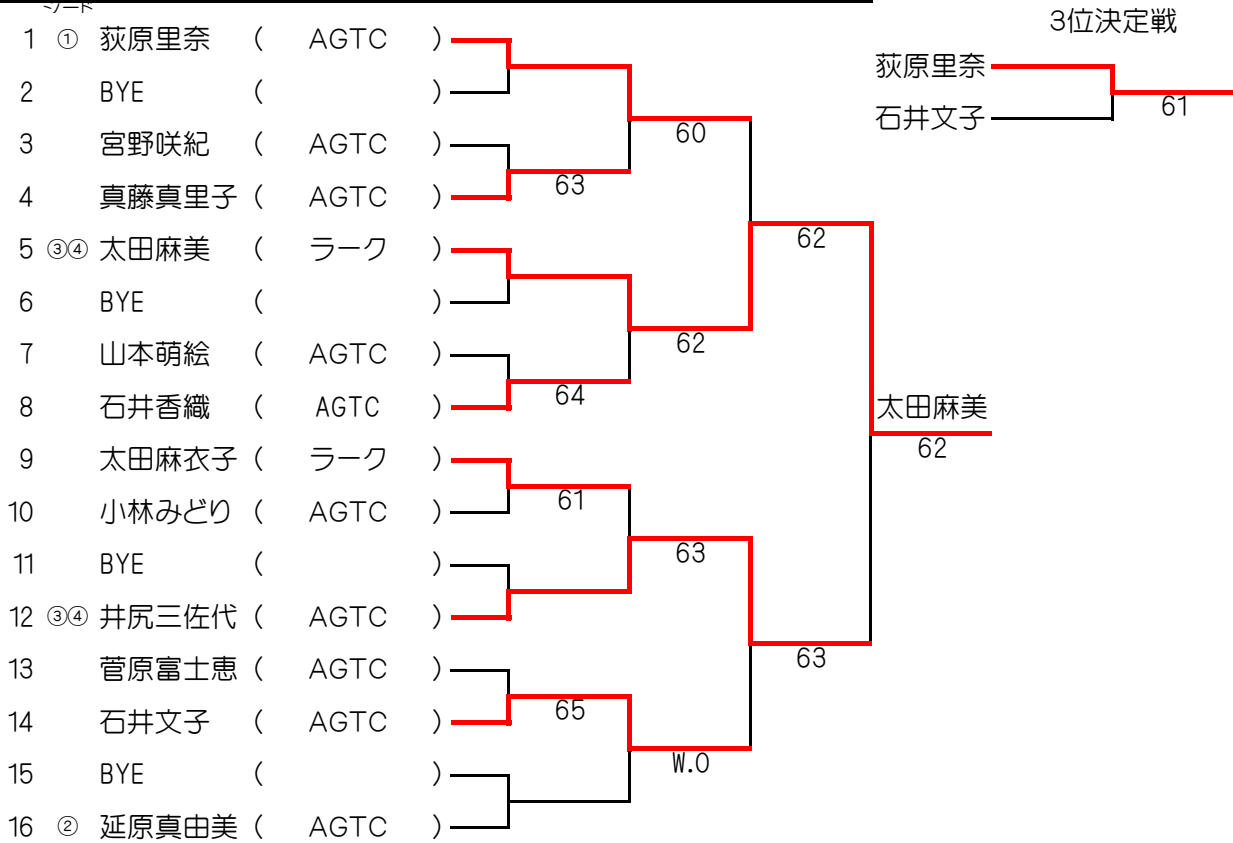 シード
1 ① 荻原里奈 ( AGTC )
2 BYE ( )
3 宮野咲紀 ( AGTC )
4 真藤真里子 ( AGTC )
5 ③④ 太田麻美 ( ラーク )
6 BYE ( )
7 山本萌絵 ( AGTC )
8 石井香織 ( AGTC )
9 太田麻衣子 ( ラーク )
10 小林みどり ( AGTC )
11 BYE ( )
12 ③④ 井尻三佐代 ( AGTC )
13 菅原富士恵 ( AGTC )
14 石井文子 ( AGTC )
15 BYE ( )
16 ② 延原真由美 ( AGTC )
63
64
61
65
60
62
63
W.O
62
63
太田麻美
62
3位決定戦
荻原里奈
石井文子
61